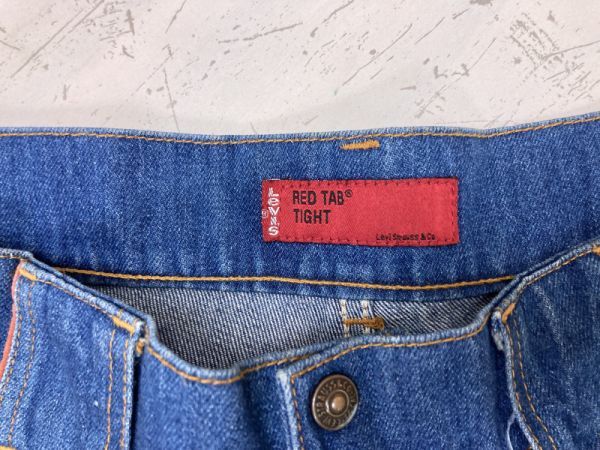 LEVI'S
®
RED TAB®
TIGHT
Levi Strauss & Co